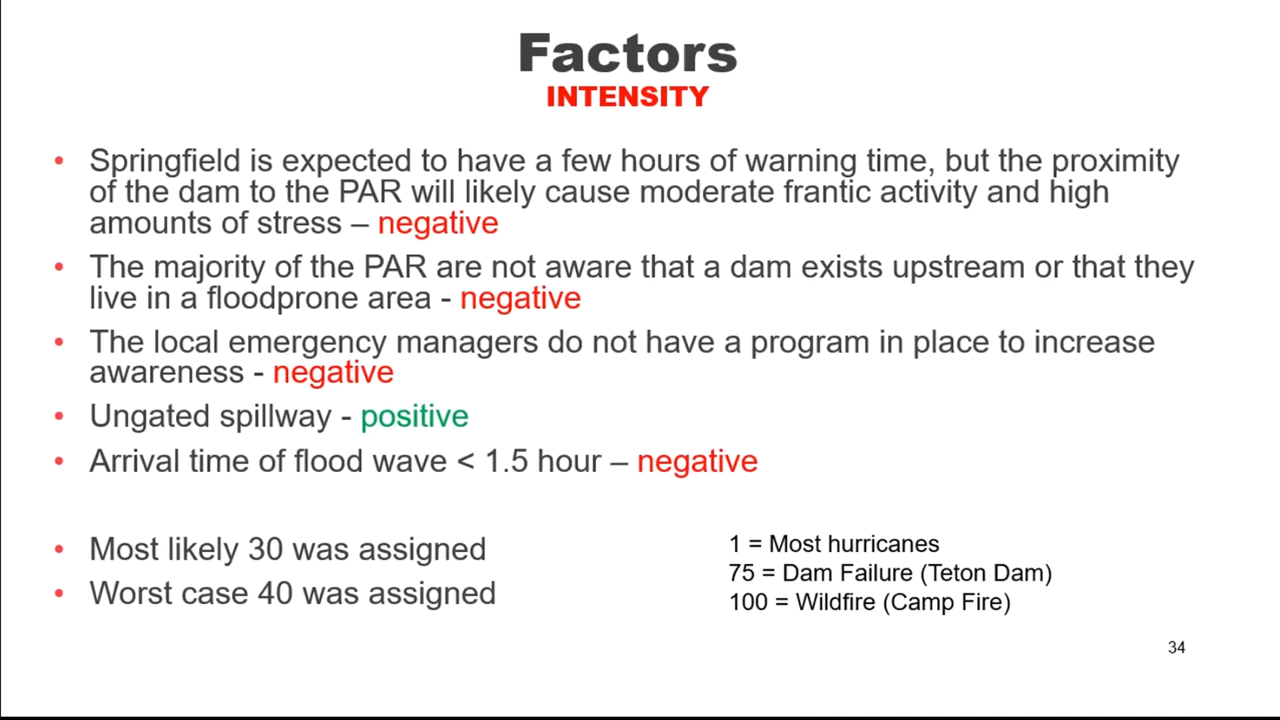 Factors
INTENSITY
• Springfield is expected to have a few hours of warning time, but the proximity
of the dam to the PAR will likely cause moderate frantic activity and high
amounts of stress – negative
• The majority of the PAR are not aware that a dam exists upstream or that they
live in a floodprone area - negative
• The local emergency managers do not have a program in place to increase
awareness - negative
• Ungated spillway - positive
• Arrival time of flood wave < 1.5 hour – negative
• Most likely 30 was assigned
• Worst case 40 was assigned
1 = Most hurricanes
75 = Dam Failure (Teton Dam)
100 = Wildfire (Camp Fire)
34